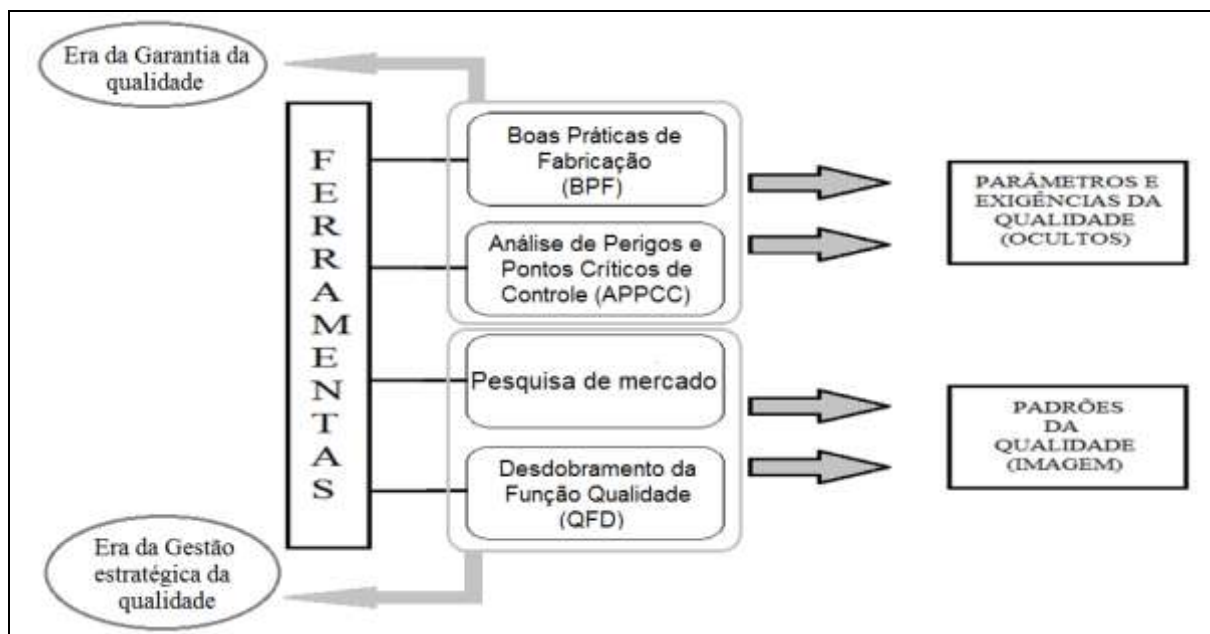 Era da Garantia da
qualidade
FERRAMENTAS
Boas Práticas de
Fabricação
(BPF)
Análise de Perigos e
Pontos Críticos de
Controle (APPCC)
Pesquisa de mercado
Desdobramento da
Função Qualidade
(QFD)
PARÂMETROS E
EXIGÊNCIAS DA
QUALIDADE
(OCULTOS)
PADRÕES
DA
QUALIDADE
(IMAGEM)
Era da Gestão
estratégica da
qualidade